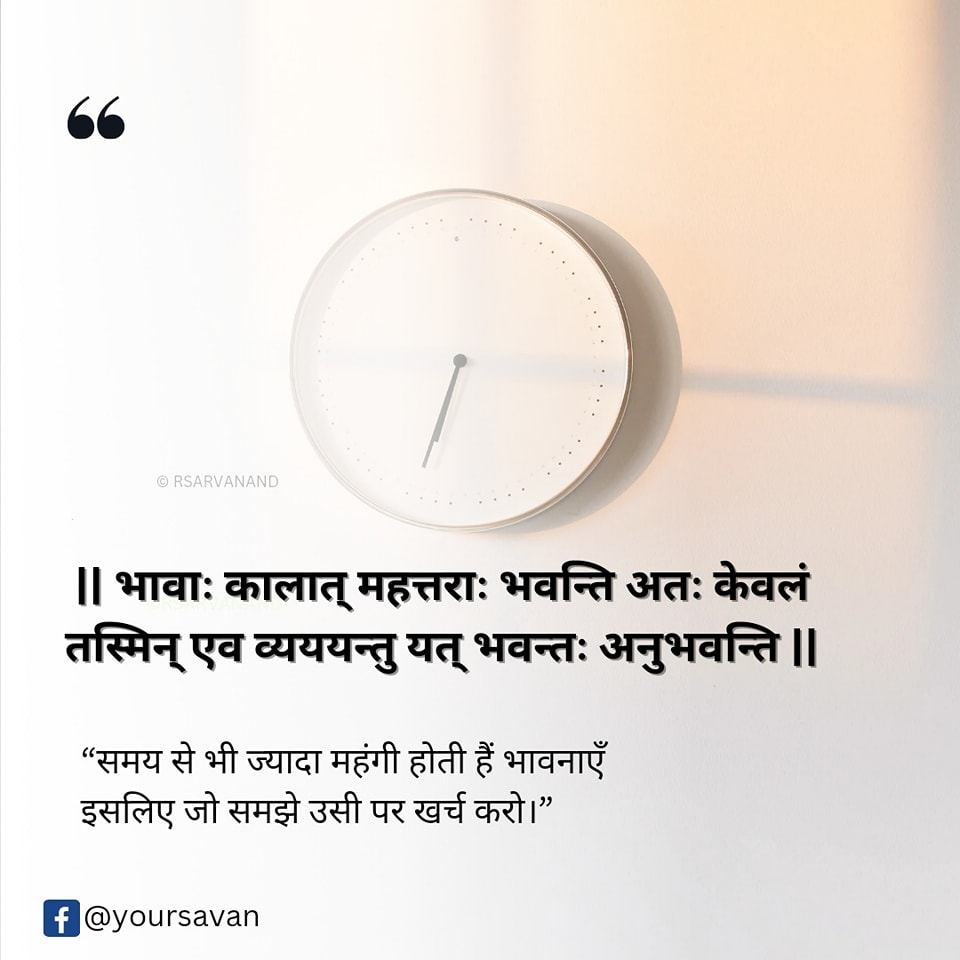 “
© RSARVANAND
|| भावाः कालात् महत्तराः भवन्ति अतः केवलं
तस्मिन् एव व्यययन्तु यत् भवन्तः अनुभवन्ति ||
“समय से भी ज्यादा महंगी होती हैं भावनाएँ
इसलिए जो समझे उसी पर खर्च करो।”
@yoursavan